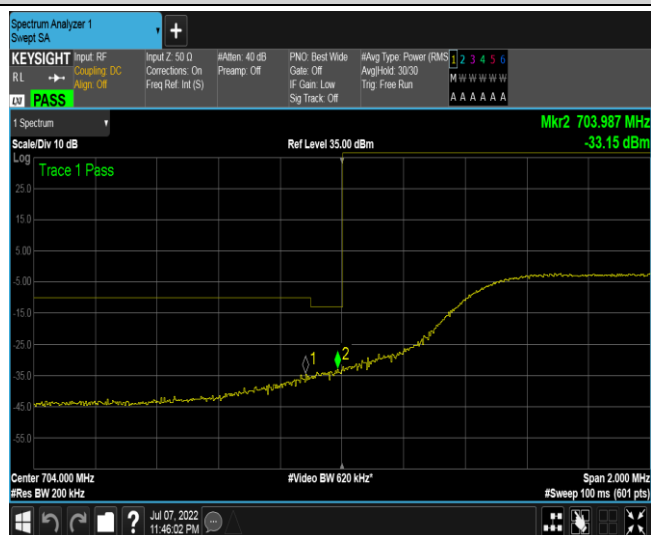 Spectrum Analyzer 1
Swept SA
+
KEYSIGHT Input: RF Input Z: 50 Ω #Atten: 40 dB PNO: Best Wide #Avg Type: Power (RMS 1 2 3 4 5 6
RL Coupling: DC Corrections: On Preamp: Off Gate: Off Avg|Hold: 30/30 M W W W W W
Align: Off Freq Ref: Int (S) IF Gain: Low Trig: Free Run
LXI PASS Sig Track: Off A A A A A A
1 Spectrum Mkr2 703.987 MHz
Scale/Div 10 dB Ref Level 35.00 dBm -33.15 dBm
Log
Trace 1 Pass
25.0
15.0
5.00
-5.00
-15.0
-25.0
1 2
-35.0
-45.0
-55.0
Center 704.000 MHz #Video BW 620 kHz* Span 2.000 MHz
#Res BW 200 kHz #Sweep 100 ms (601 pts)
? Jul 07, 2022
11:46:02 PM